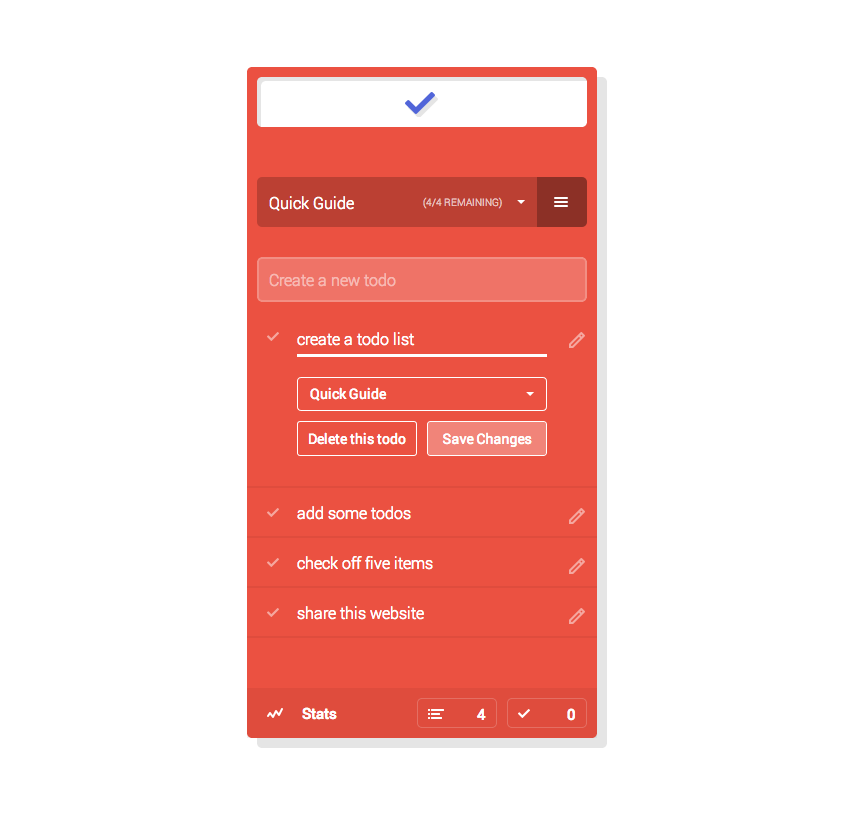 Quick Guide (4/4 REMAINING)
Create a new todo
create a todo list
Quick Guide
Delete this todo Save Changes
add some todos
check off five items
share this website
Stats 4 0